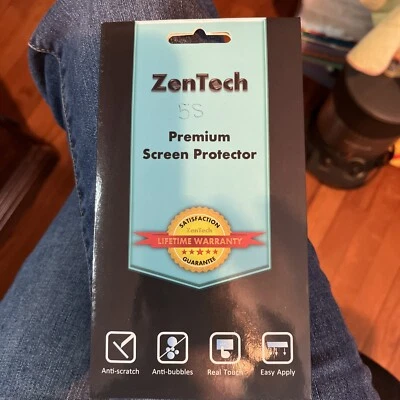 ZenTech
5S
Premium
Screen Protector
SATISFACTION
ZenTech
LIFETIME WARRANTY
GUARANTEE
Anti-scratch
Anti-bubbles
Real Touch
Easy Apply